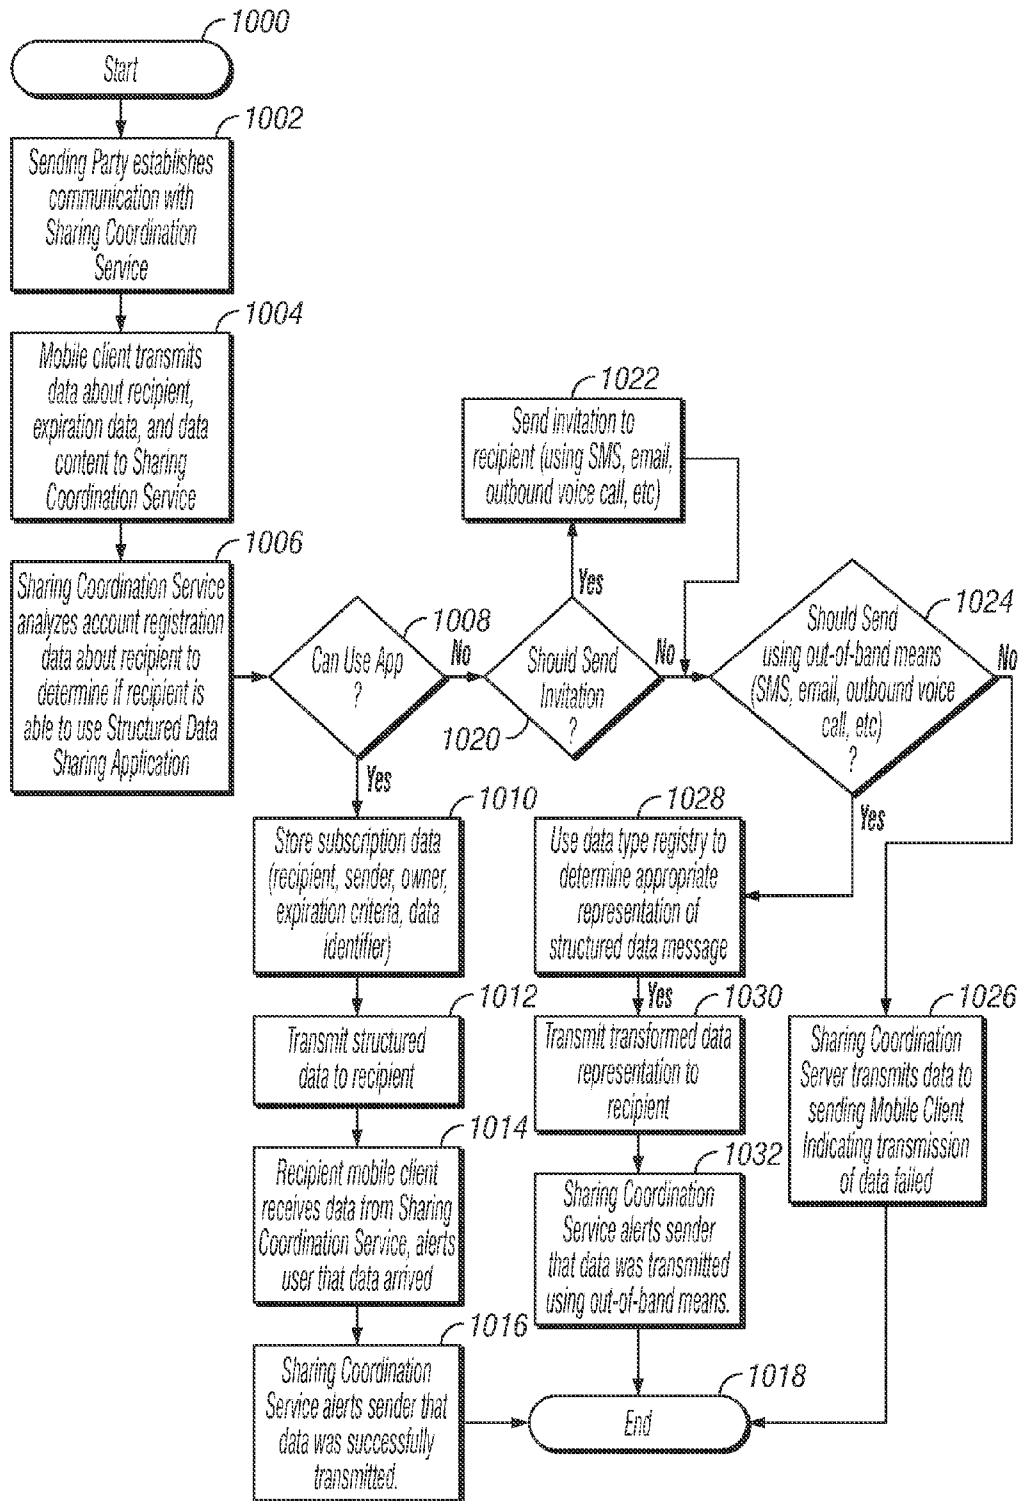 1000
Start
1002
Sending Party establishes
communication with
Sharing Coordination
Service
1004
Mobile client transmits
data about recipient,
expiration data, and data
content to Sharing
Coordination Service
1006
Sharing Coordination Service
analyzes account registration
data about recipient to
determine if recipient is
able to use Structured Data
Sharing Application
1008
Can Use App
?
No
Yes
1020
Should Send
Invitation
?
Yes
No
1022
Send invitation to
recipient (using SMS, email,
outbound voice call, etc)
1024
Should Send
using out-of-band means
(SMS, email, outbound voice
call, etc)
?
No
Yes
1010
Store subscription data
(recipient, sender, owner,
expiration criteria, data
identifier)
1012
Transmit structured
data to recipient
1014
Recipient mobile client
receives data from Sharing
Coordination Service, alerts
user that data arrived
1016
Sharing Coordination
Service alerts sender that
data was successfully
transmitted.
1028
Use data type registry to
determine appropriate
representation of
structured data message
Yes
1030
Transmit transformed data
representation to
recipient
1032
Sharing Coordination
Service alerts sender
that data was transmitted
using out-of-band means.
1026
Sharing Coordination
Server transmits data to
sending Mobile Client
Indicating transmission
of data failed
1018
End